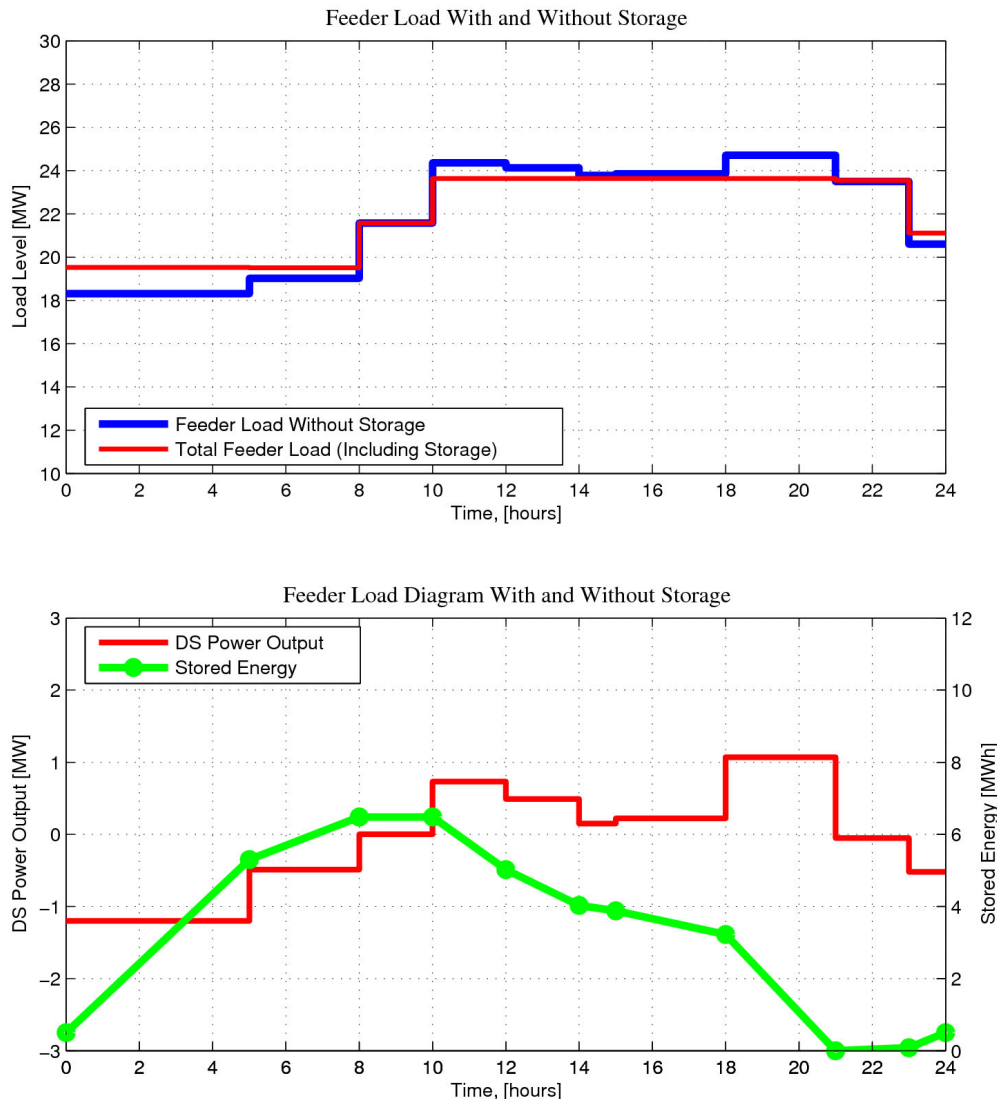 Feeder Load With and Without Storage
30
28
26
24
22
20
18
16
14
12
10
Load Level [MW]
Feeder Load Without Storage
Total Feeder Load (Including Storage)
0 2 4 6 8 10 12 14 16 18 20 22 24
Time, [hours]
Feeder Load Diagram With and Without Storage
3
2
1
0
−1
−2
−3
DS Power Output [MW]
DS Power Output
Stored Energy
12
10
8
6
4
2
0
Stored Energy [MWh]
0 2 4 6 8 10 12 14 16 18 20 22 24
Time, [hours]